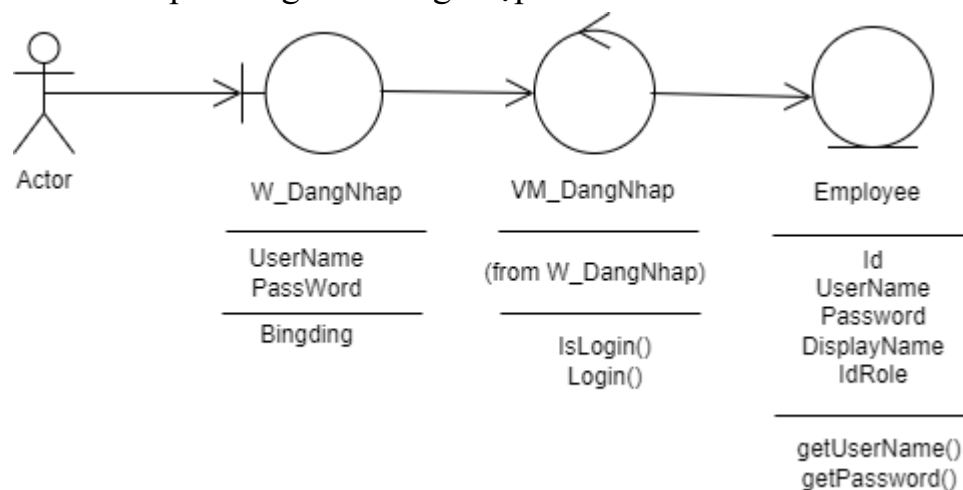 Actor
W_DangNhap
UserName
PassWord
Bingding
VM_DangNhap
(from W_DangNhap)
IsLogin()
Login()
Employee
Id
UserName
Password
DisplayName
IdRole
getUserName()
getPassword()